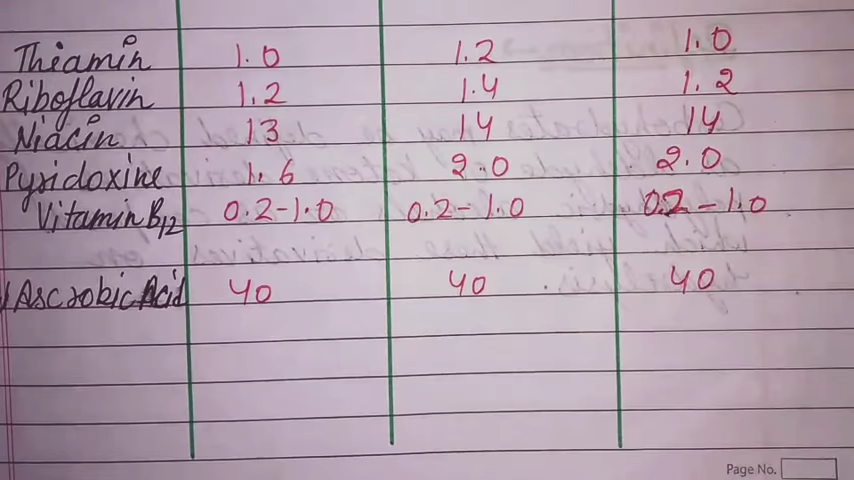 Thiamin 1.0 1.2 1.0
Riboflavin 1.2 1.4 1.2
Niacin 13 14 14
Pyridoxine 1.6 2.0 2.0
Vitamin B12 0.2-1.0 0.2-1.0 0.2-1.0
Ascrobic Acid 40 40 40
Page No.